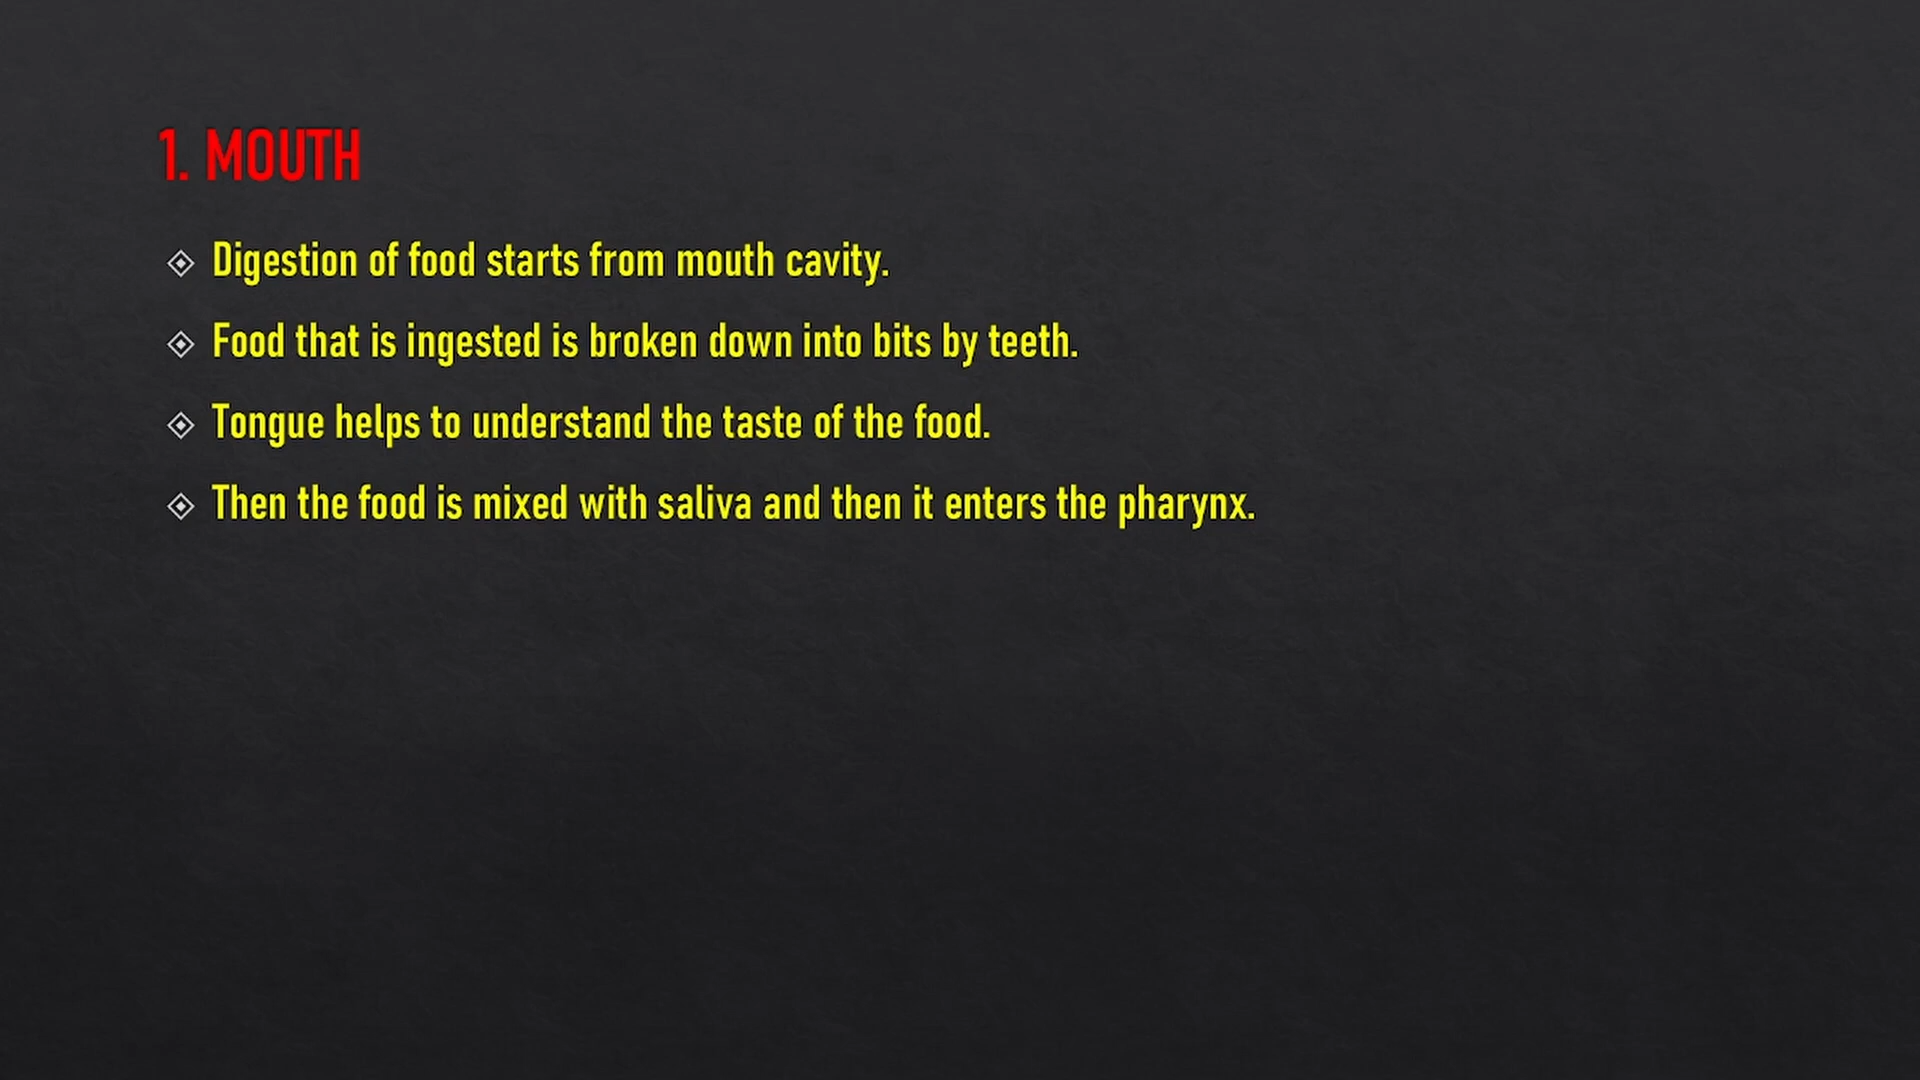 1. MOUTH
Digestion of food starts from mouth cavity.
Food that is ingested is broken down into bits by teeth.
Tongue helps to understand the taste of the food.
Then the food is mixed with saliva and then it enters the pharynx.